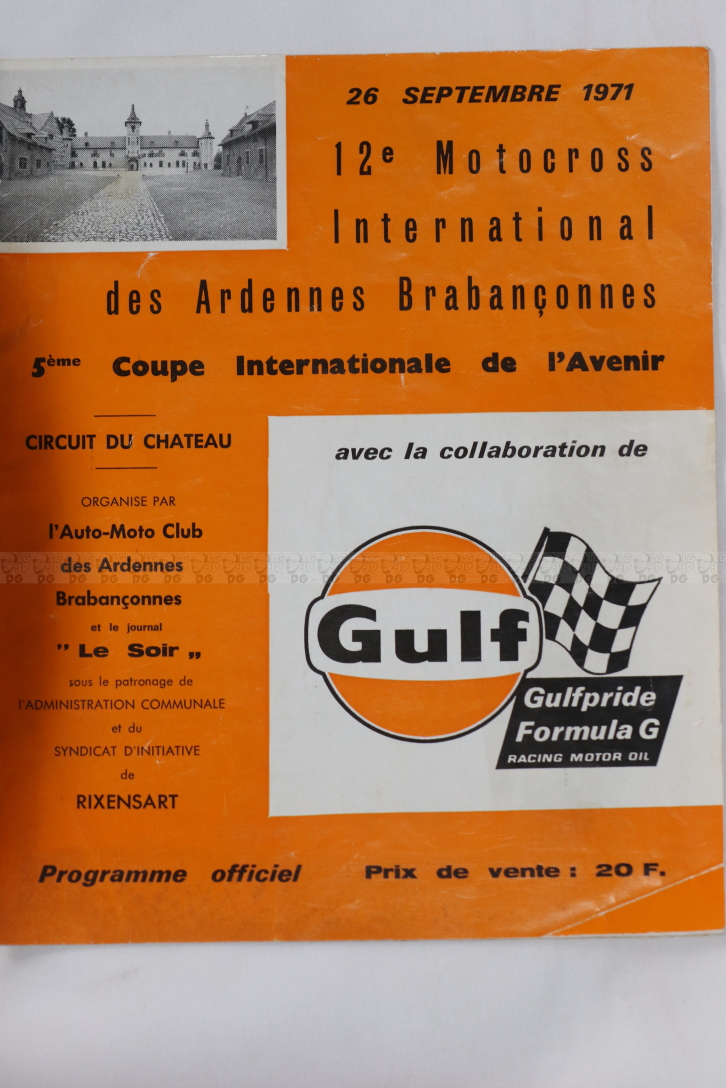 26 SEPTEMBRE 1971
12e Motocross
International
des Ardennes Brabançonnes
5ème Coupe Internationale de l'Avenir
CIRCUIT DU CHATEAU
ORGANISE PAR
l'Auto-Moto Club
des Ardennes
Brabançonnes
et le journal
" Le Soir „
sous le patronage de
l'ADMINISTRATION COMMUNALE
et du
SYNDICAT D'INITIATIVE
de
RIXENSART
avec la collaboration de
Gulf
Gulfpride
Formula G
RACING MOTOR OIL
Programme officiel Prix de vente : 20 F.